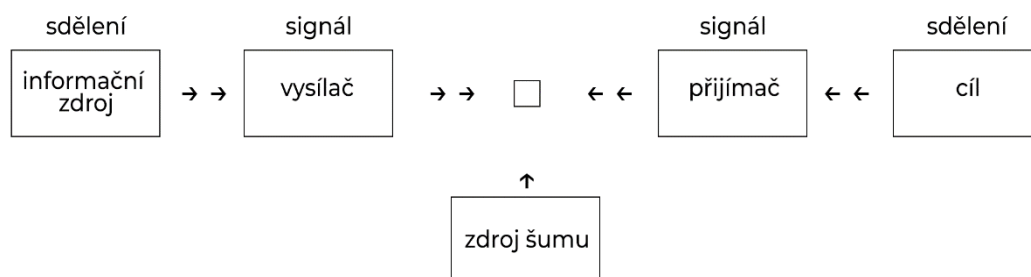 sdělení
signál
signál
sdělení
informační
zdroj
vysílač
přijímač
cíl
zdroj šumu